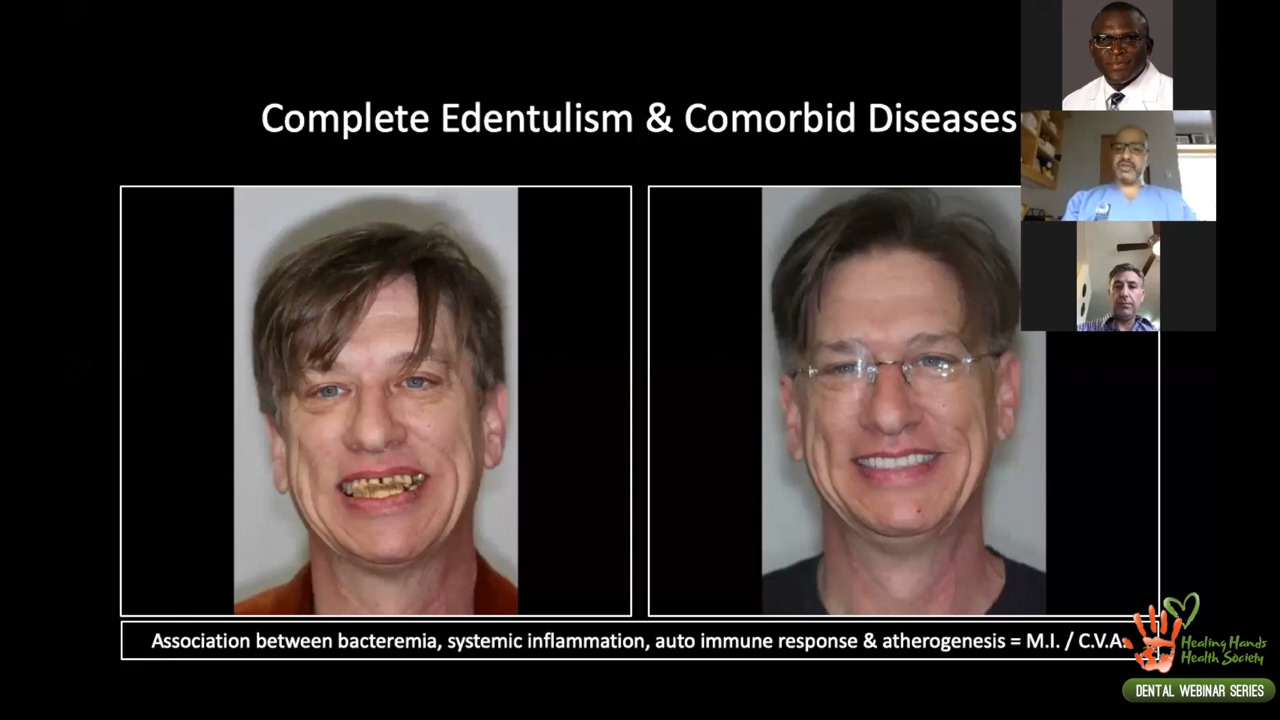 Complete Edentulism & Comorbid Diseases
Association between bacteremia, systemic inflammation, auto immune response & atherogenesis = M.I. / C.V.A.
Healing Hands
Health Society
DENTAL WEBINAR SERIES